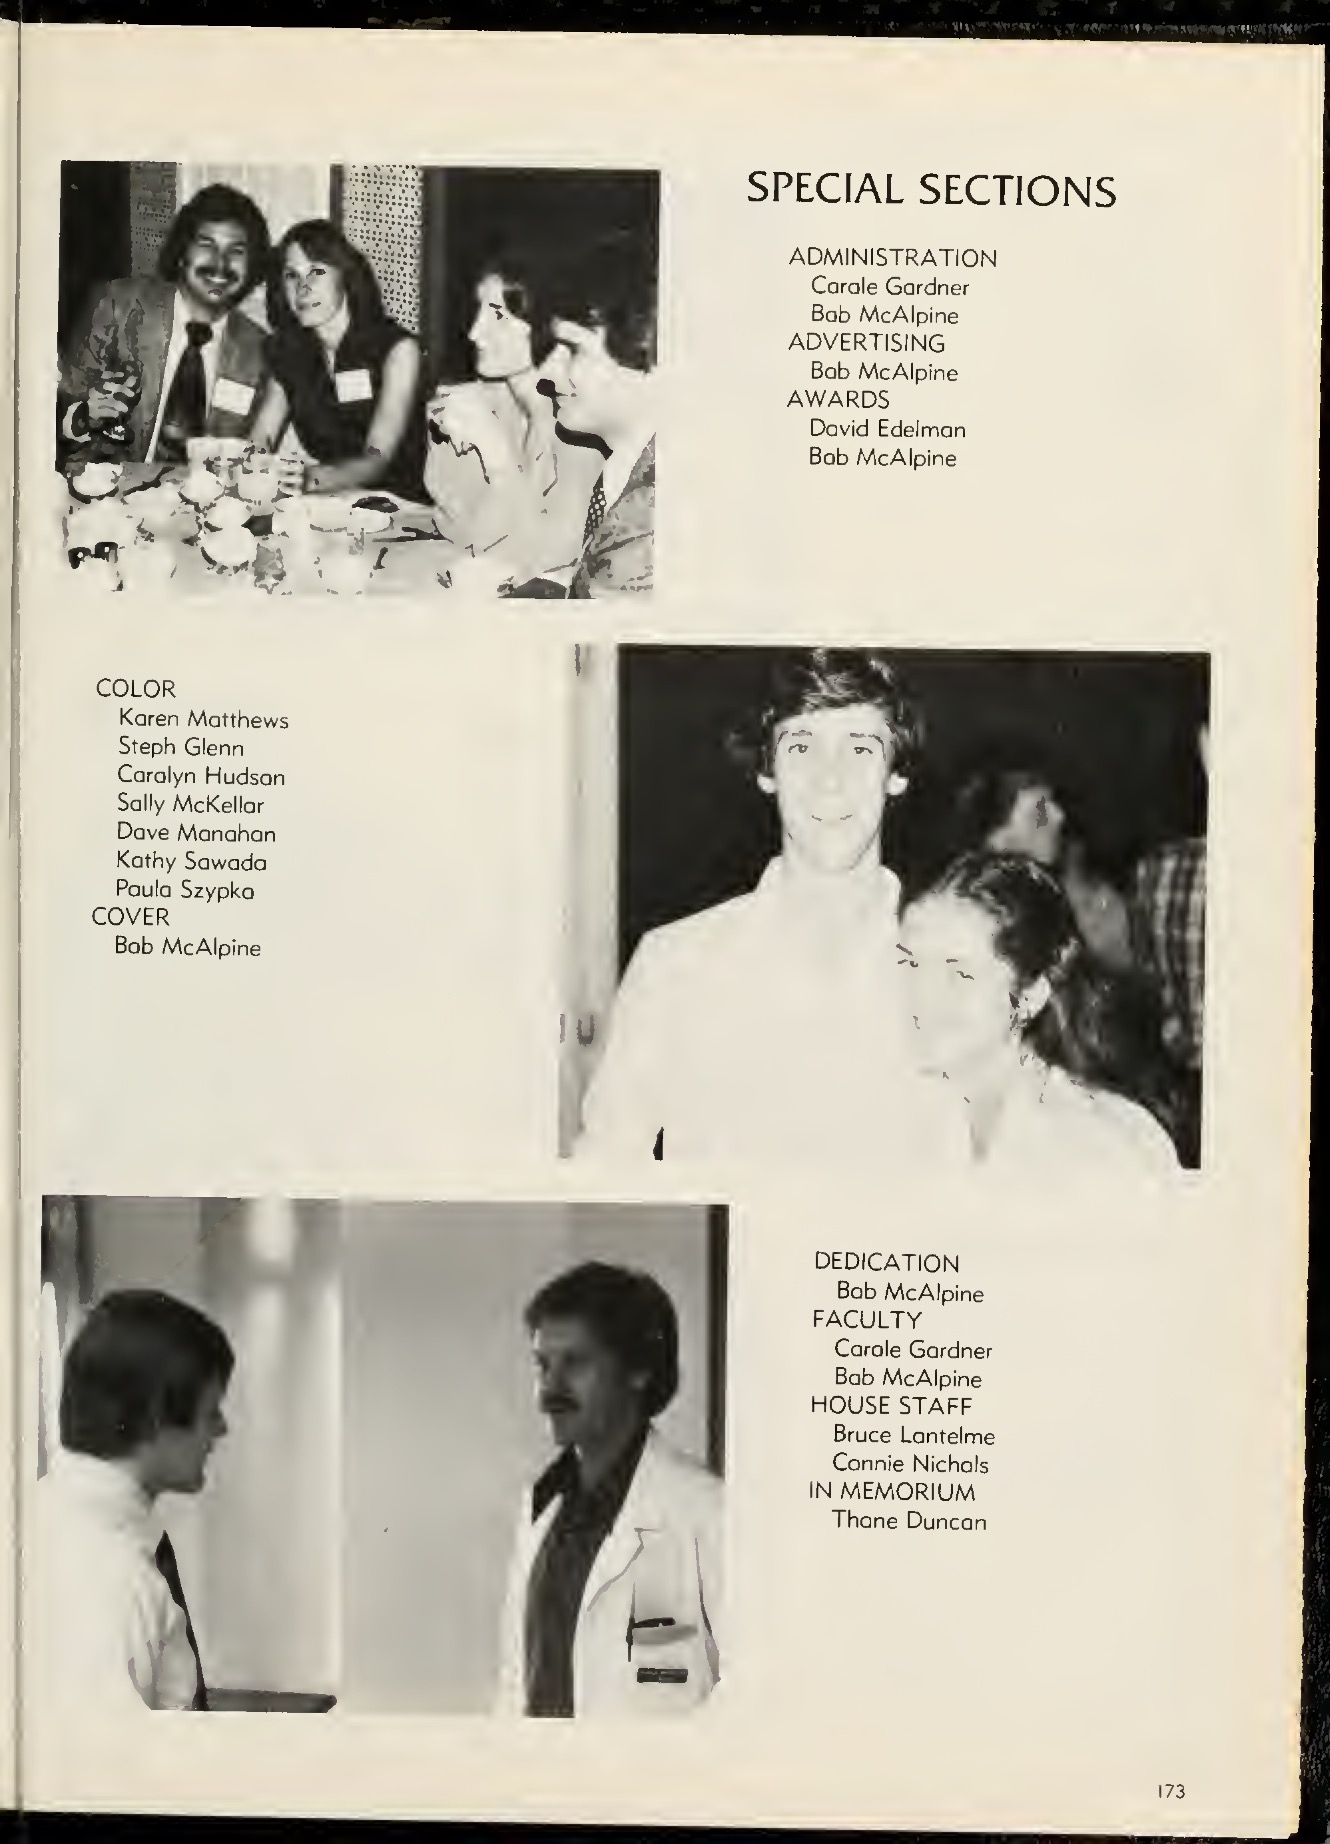 SPECIAL SECTIONS
ADMINISTRATION
Carole Gardner
Bob McAlpine
ADVERTISING
Bob McAlpine
AWARDS
David Edelman
Bob McAlpine
COLOR
Karen Matthews
Steph Glenn
Carolyn Hudson
Sally McKellar
Dave Manahan
Kathy Sawada
Paula Szypko
COVER
Bob McAlpine
DEDICATION
Bob McAlpine
FACULTY
Carole Gardner
Bob McAlpine
HOUSE STAFF
Bruce Lantelme
Connie Nichols
IN MEMORIUM
Thane Duncan
173